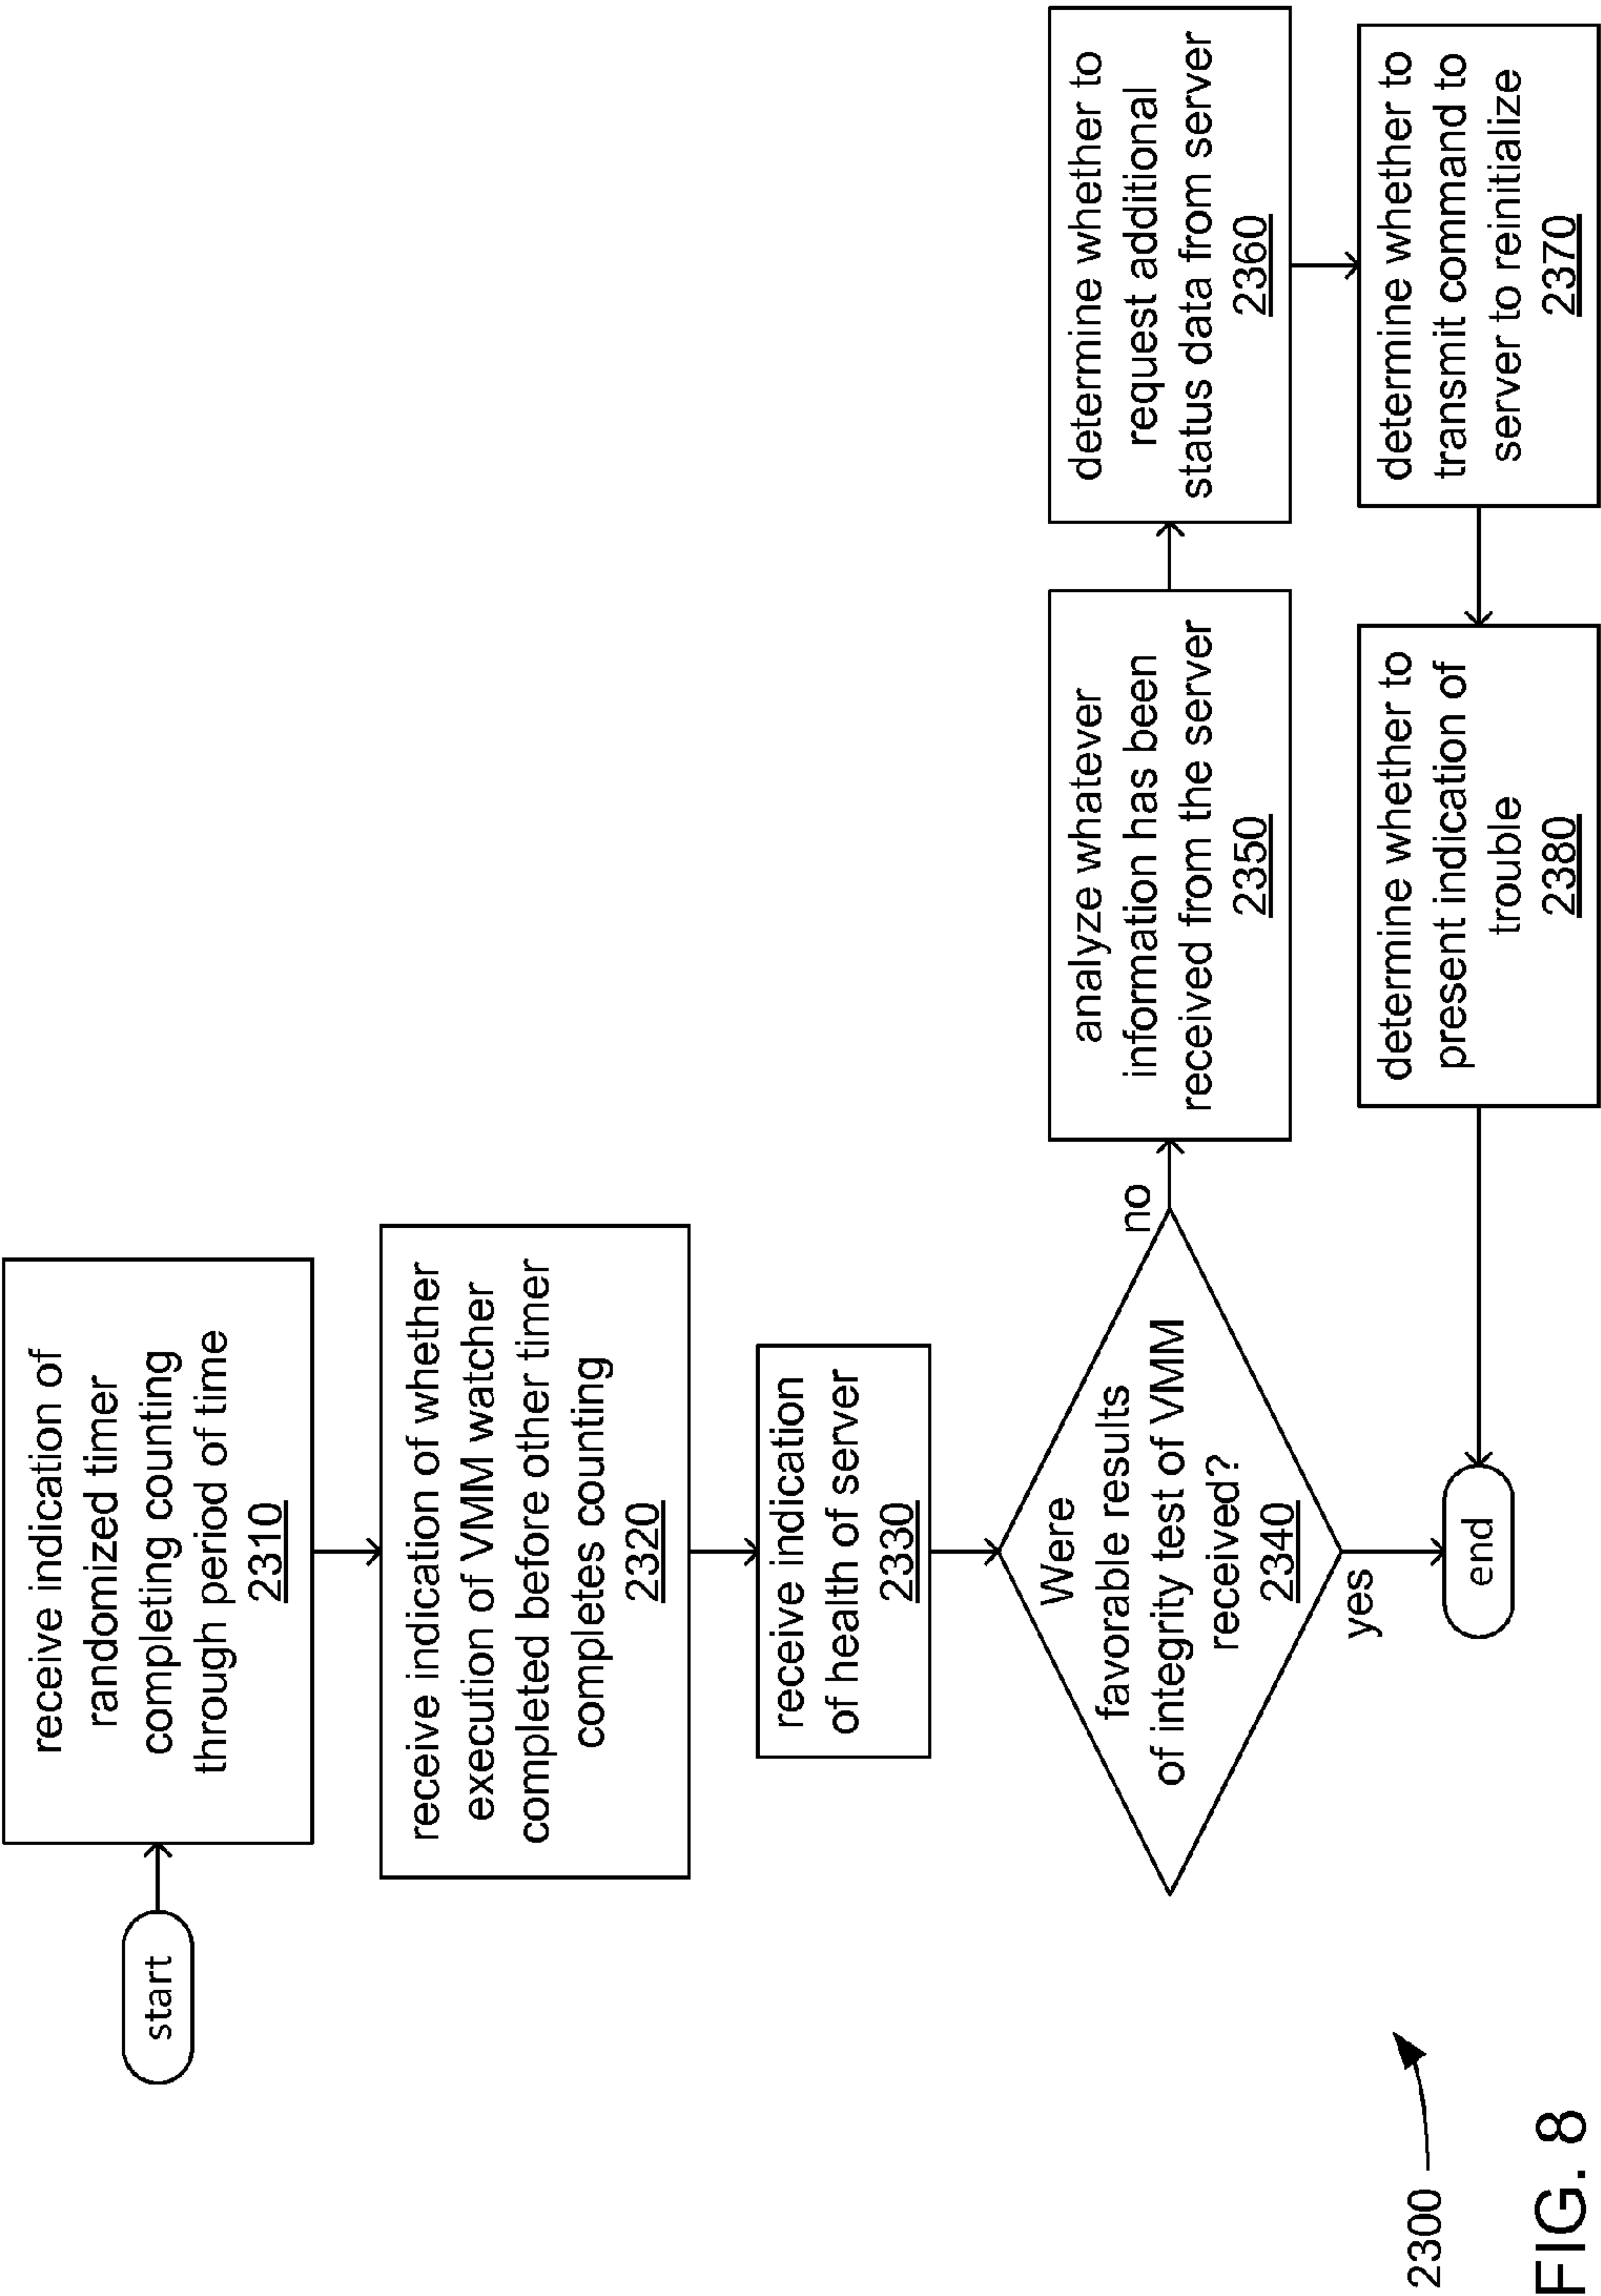 start
receive indication of
randomized timer
completing counting
through period of time
2310
receive indication of whether
execution of VMM watcher
completed before other timer
completes counting
2320
receive indication
of health of server
2330
Were
favorable results
of integrity test of VMM
received?
2340
no
yes
analyze whatever
information has been
received from the server
2350
determine whether to
request additional
status data from server
2360
determine whether to
transmit command to
server to reinitialize
2370
determine whether to
present indication of
trouble
2380
end
2300
FIG. 8